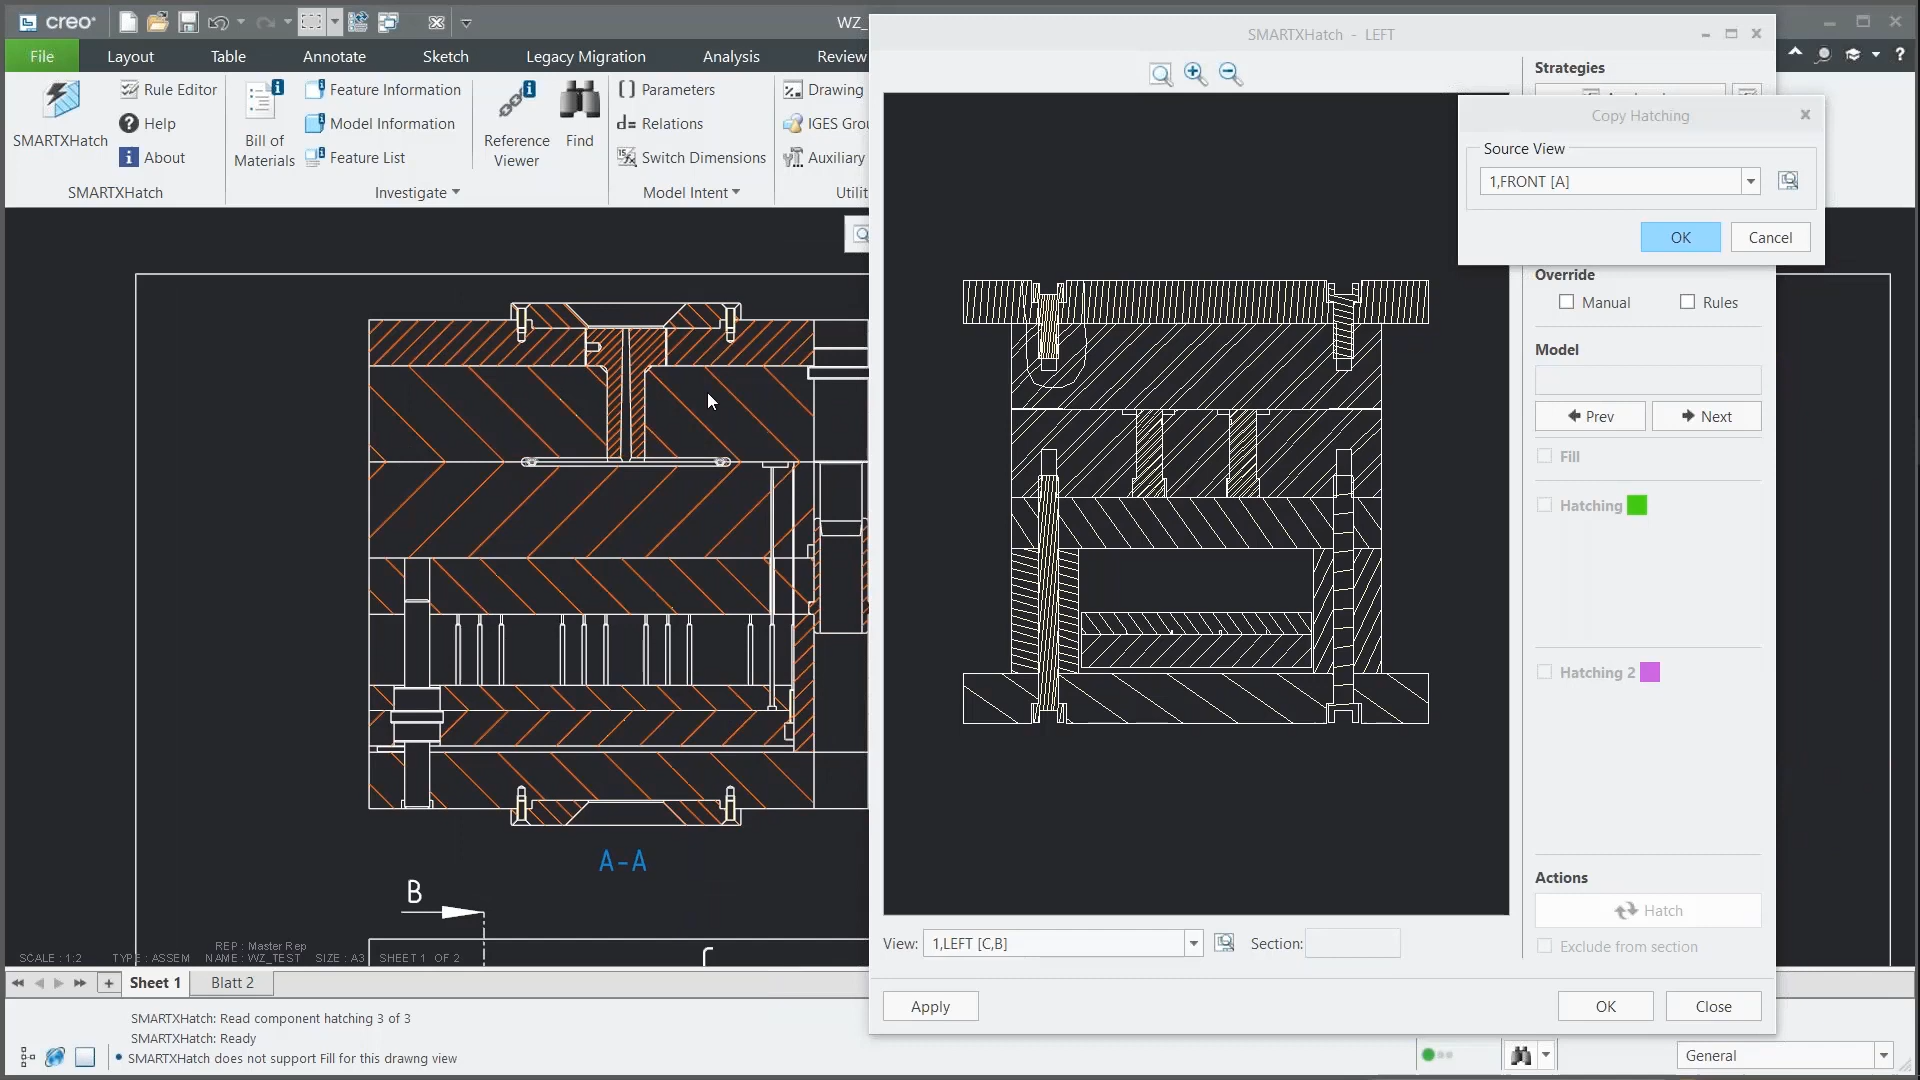 creo
WZ_
SMARTXHatch - LEFT
File
Layout
Table
Annotate
Sketch
Legacy Migration
Analysis
Review
SMARTXHatch
Rule Editor
Help
About
SMARTXHatch
Bill of
Materials
Feature Information
Model Information
Feature List
Investigate
Reference
Viewer
Find
Parameters
Relations
Switch Dimensions
Model Intent
Drawing
IGES Grou
Auxiliary
Utilit
Strategies
Copy Hatching
Source View
1,FRONT [A]
OK
Cancel
Override
Manual
Rules
Model
Prev
Next
Fill
Hatching
Hatching 2
Actions
Hatch
Exclude from section
View:
1,LEFT [C,B]
Section:
Apply
OK
Close
A-A
B
REP : Master Rep
SCALE : 1:2 TYPE : ASSEM NAME : WZ_TEST SIZE : A3 SHEET 1 OF 2
Sheet 1
Blatt 2
SMARTXHatch: Read component hatching 3 of 3
SMARTXHatch: Ready
• SMARTXHatch does not support Fill for this drawng view
General